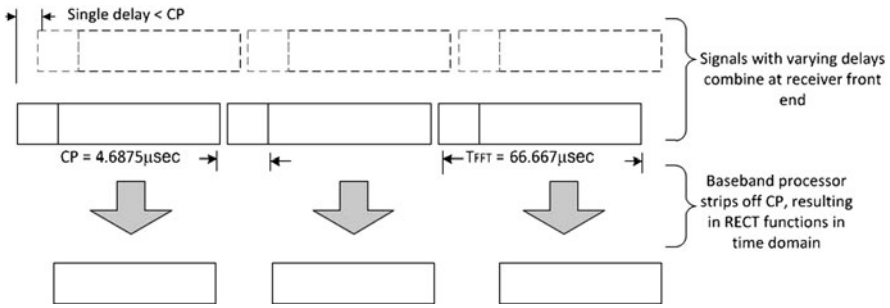 Single delay < CP
Signals with varying delays
combine at receiver front
end
CP = 4.6875µsec
TFFT = 66.667µsec
Baseband processor
strips off CP, resulting
in RECT functions in
time domain